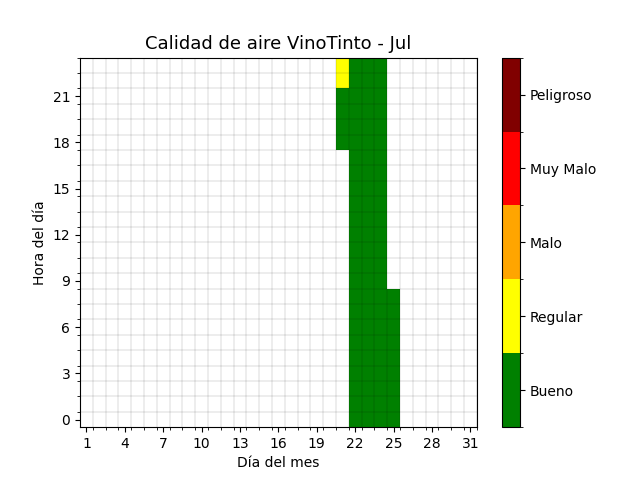 Calidad de aire VinoTinto - Jul
Hora del día
21
18
15
12
9
6
3
0
1 4 7 10 13 16 19 22 25 28 31
Día del mes
Peligroso
Muy Malo
Malo
Regular
Bueno